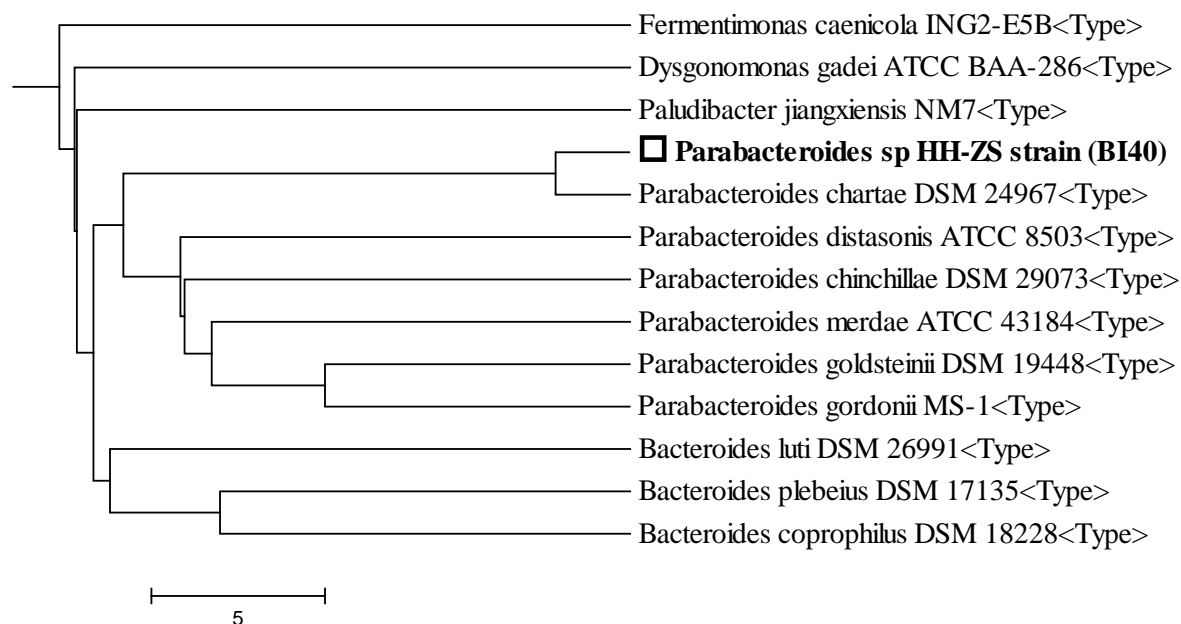 Fermentimonas caenicola ING2-E5B<Type>
Dysgonomonas gadei ATCC BAA-286<Type>
Paludibacter jiangxiensis NM7<Type>
Parabacteroides sp HH-ZS strain (BI40)
Parabacteroides chartae DSM 24967<Type>
Parabacteroides distasonis ATCC 8503<Type>
Parabacteroides chinchillae DSM 29073<Type>
Parabacteroides merdae ATCC 43184<Type>
Parabacteroides goldsteinii DSM 19448<Type>
Parabacteroides gordonii MS-1<Type>
Bacteroides luti DSM 26991<Type>
Bacteroides plebeius DSM 17135<Type>
Bacteroides coprophilus DSM 18228<Type>
5